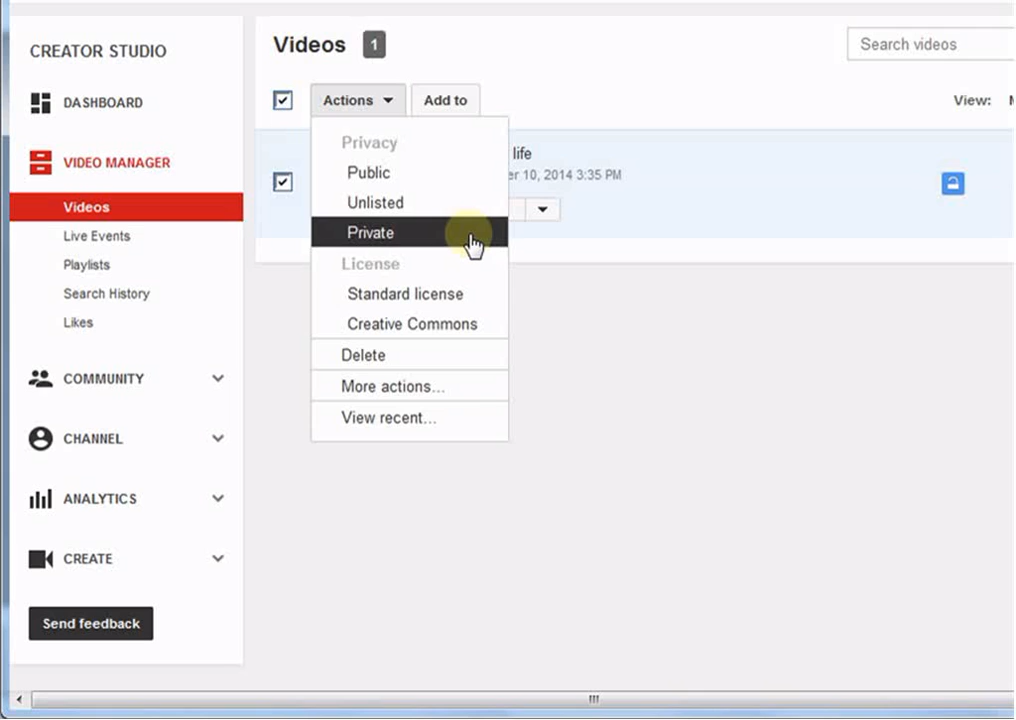 CREATOR STUDIO
DASHBOARD
VIDEO MANAGER
Videos
Live Events
Playlists
Search History
Likes
COMMUNITY
CHANNEL
ANALYTICS
CREATE
Send feedback
Videos 1
Search videos
Actions Add to
View:
life
10, 2014 3:35 PM
Privacy
Public
Unlisted
Private
License
Standard license
Creative Commons
Delete
More actions...
View recent...